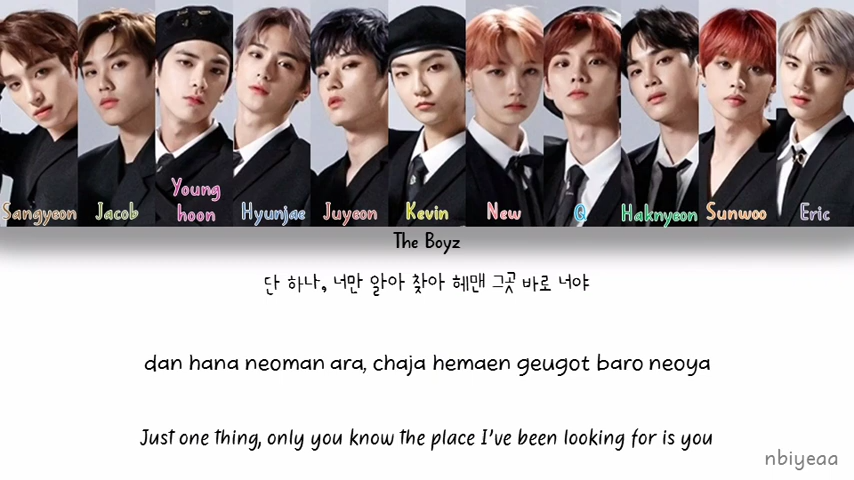 Sangyeon Jacob Young hoon Hyunjae Juyeon Kevin New Q Haknyeon Sunwoo Eric
The Boyz
단 하나, 너만 알아 찾아 헤맨 그곳 바로 너야
dan hana neoman ara, chaja hemaen geugot baro neoya
Just one thing, only you know the place I've been looking for is you
nbiyeaa